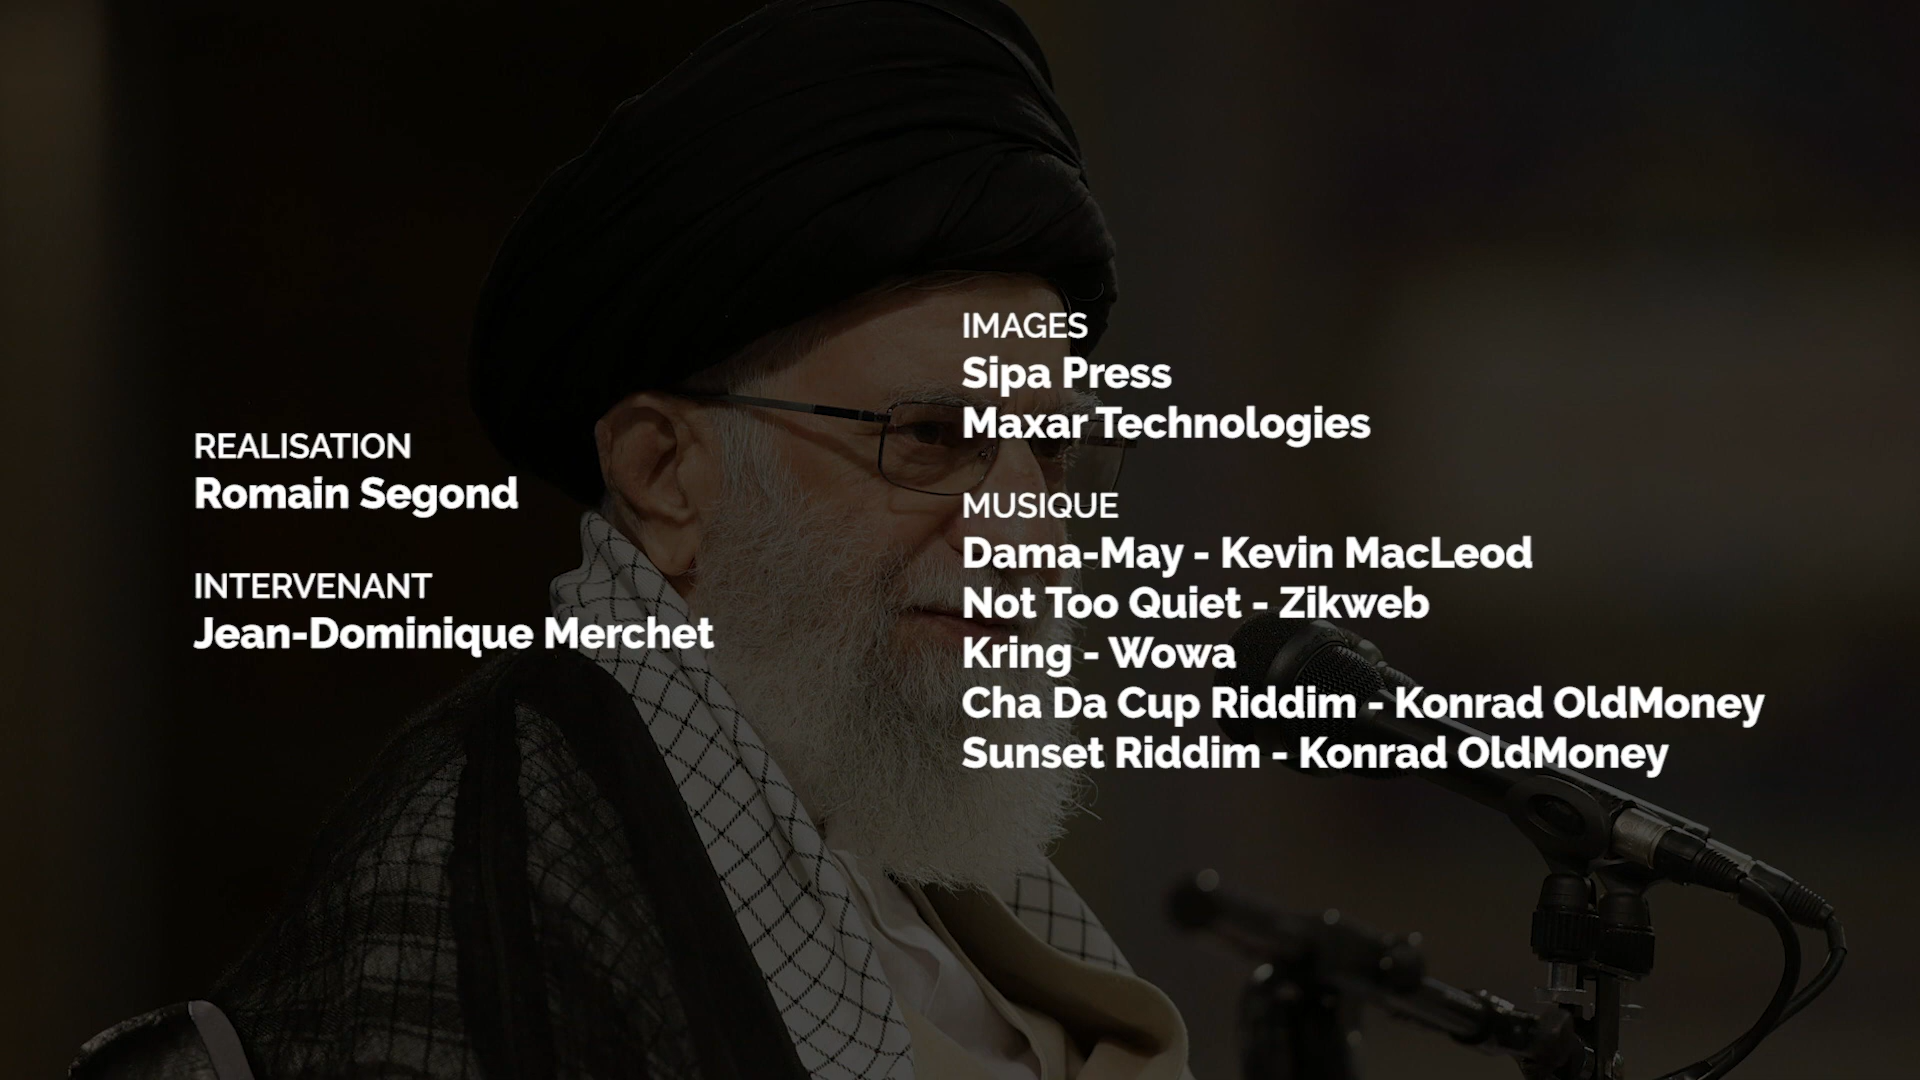 REALISATION
Romain Segond
INTERVENANT
Jean-Dominique Merchet
IMAGES
Sipa Press
Maxar Technologies
MUSIQUE
Dama-May - Kevin MacLeod
Not Too Quiet - Zikweb
Kring - Wowa
Cha Da Cup Riddim - Konrad OldMoney
Sunset Riddim - Konrad OldMoney